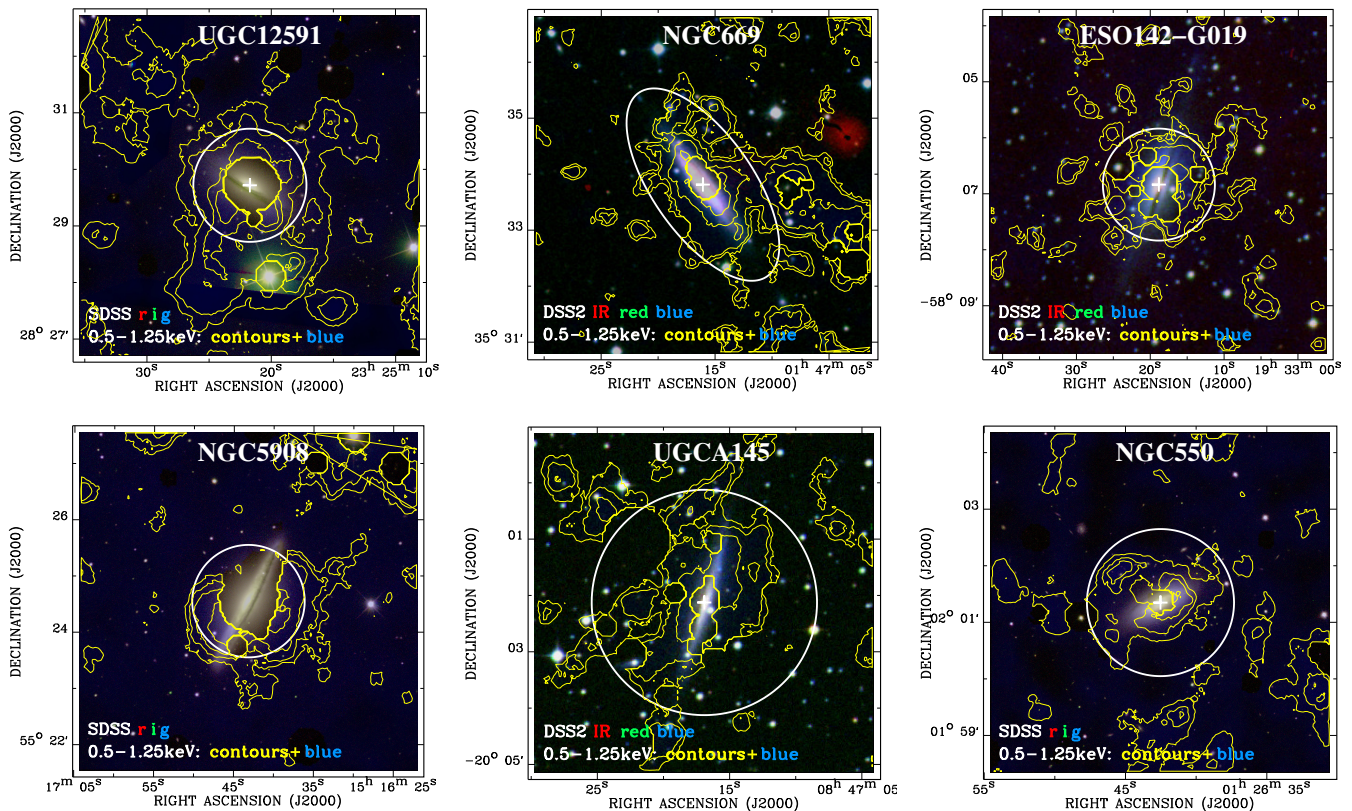 UGC12591
DECLINATION (J2000)
31
29
28° 27'
SDSS r i g
0.5-1.25keV: contours+blue
30s 20s 23h 25m 10s
RIGHT ASCENSION (J2000)
NGC669
DECLINATION (J2000)
35
33
35° 31'
DSS2 IR red blue
0.5-1.25keV: contours+blue
25s 15s 01h 47m 05s
RIGHT ASCENSION (J2000)
ESO142-G019
DECLINATION (J2000)
05
07
-58° 09'
DSS2 IR red blue
0.5-1.25keV: contours+blue
40s 30s 20s 10s 19h 33m 00s
RIGHT ASCENSION (J2000)
NGC5908
DECLINATION (J2000)
26
24
55° 22'
SDSS r i g
0.5-1.25keV: contours+blue
17m 05s 55s 45s 35s 15h 16m 25s
RIGHT ASCENSION (J2000)
UGCA145
DECLINATION (J2000)
01
03
-20° 05'
DSS2 IR red blue
0.5-1.25keV: contours+blue
25s 15s 08h 47m 05
RIGHT ASCENSION (J2000)
NGC550
DECLINATION (J2000)
03
02° 01
01° 59'
SDSS r i g
0.5-1.25keV: contours+blue
55s 45s 01h 26m 35s
RIGHT ASCENSION (J2000)